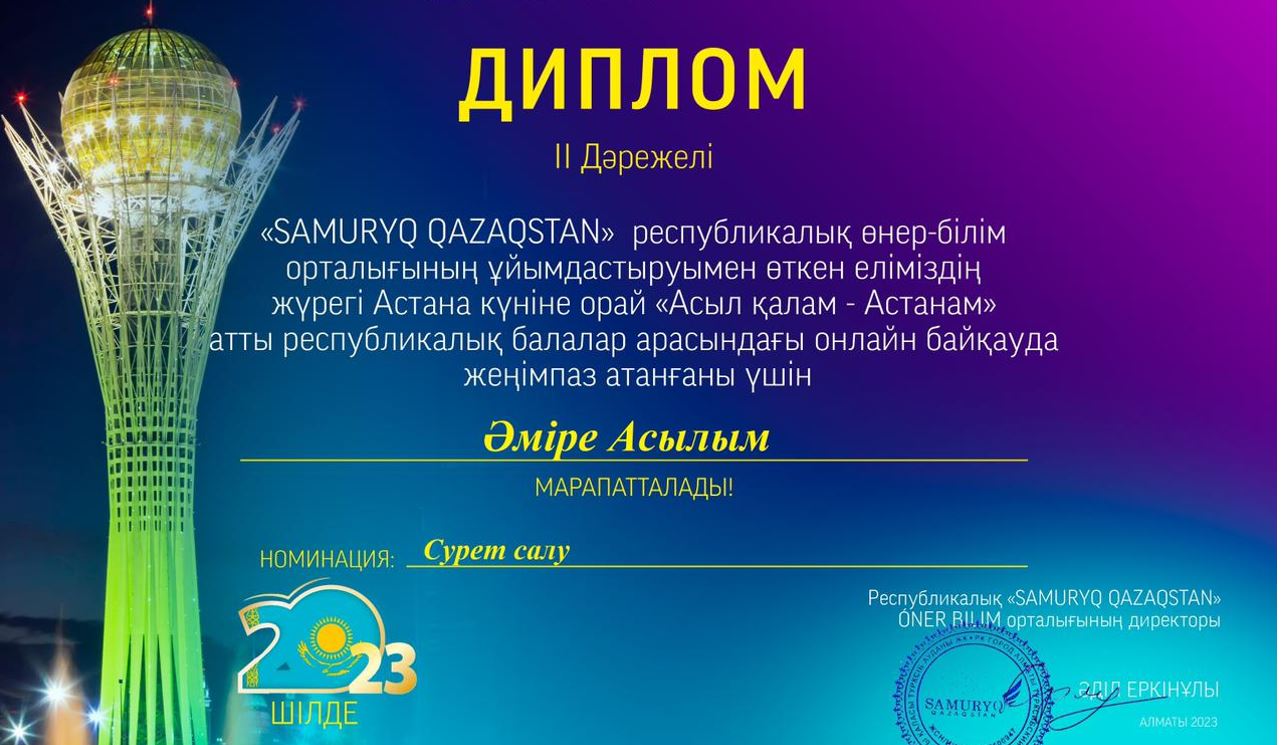 ДИПЛОМ
II Дәрежелі
«SAMURYQ QAZAQSTAN» республикалық өнер-білім
орталығының ұйымдастыруымен өткен еліміздің
жүрегі Астана күніне орай «Асыл қалам - Астанам»
атты республикалық балалар арасындағы онлайн байқауда
жеңімпаз атанғаны үшін
Әміре Асылым
МАРАПАТТАЛАДЫ!
НОМИНАЦИЯ: Сурет салу
2023
ШІЛДЕ
Республикалық «SAMURYQ QAZAQSTAN»
ÓNER BILIM орталығының директоры
SAMURYQ
QAZAQSTAN
ӘДІЛ ЕРКІНҰЛЫ
АЛМАТЫ 2023